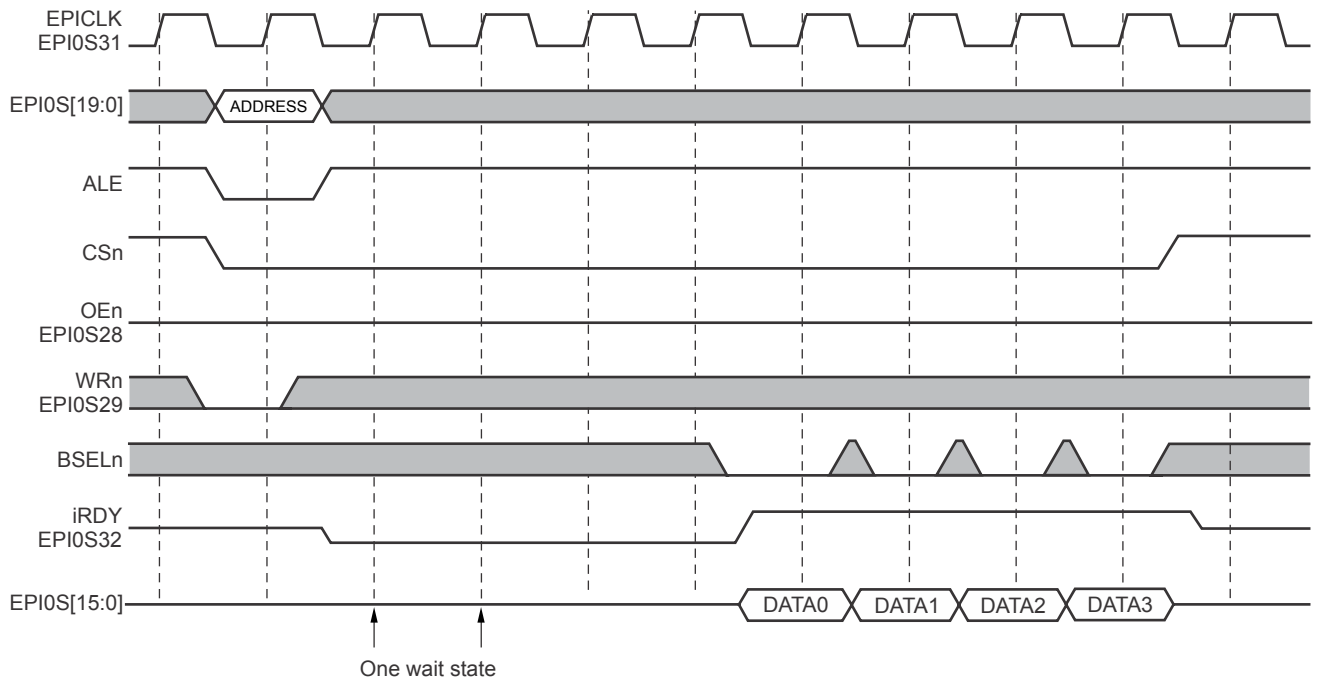 EPICLK
EPI0S31
EPI0S[19:0]
ADDRESS
ALE
CSn
OEn
EPI0S28
WRn
EPI0S29
BSELn
iRDY
EPI0S32
EPI0S[15:0]
DATA0 DATA1 DATA2 DATA3
One wait state